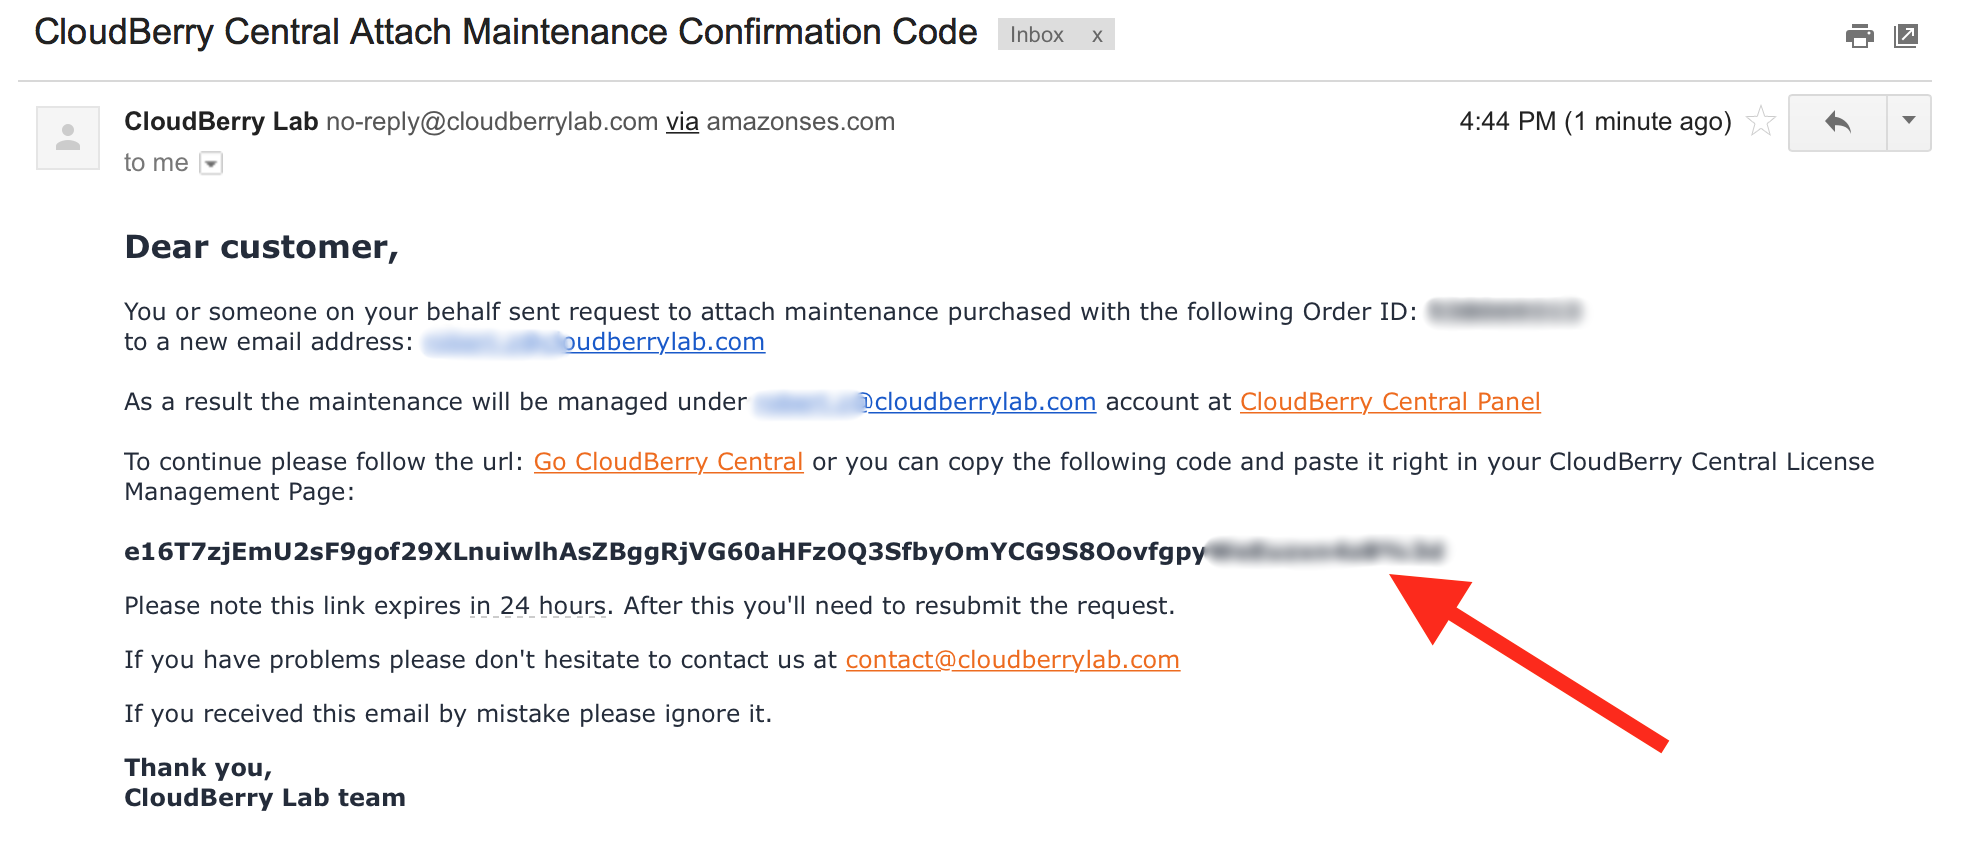 CloudBerry Central Attach Maintenance Confirmation Code Inbox x
CloudBerry Lab no-reply@cloudberrylab.com via amazonses.com 4:44 PM (1 minute ago)
to me
Dear customer,
You or someone on your behalf sent request to attach maintenance purchased with the following Order ID:
to a new email address: oudberrylab.com
As a result the maintenance will be managed under @cloudberrylab.com account at CloudBerry Central Panel
To continue please follow the url: Go CloudBerry Central or you can copy the following code and paste it right in your CloudBerry Central License
Management Page:
e16T7zjEmU2sF9gof29XLnuiwlhAsZBggRjVG60aHFzOQ3SfbyOmYCG9S8Oovfgpy
Please note this link expires in 24 hours. After this you'll need to resubmit the request.
If you have problems please don't hesitate to contact us at contact@cloudberrylab.com
If you received this email by mistake please ignore it.
Thank you,
CloudBerry Lab team